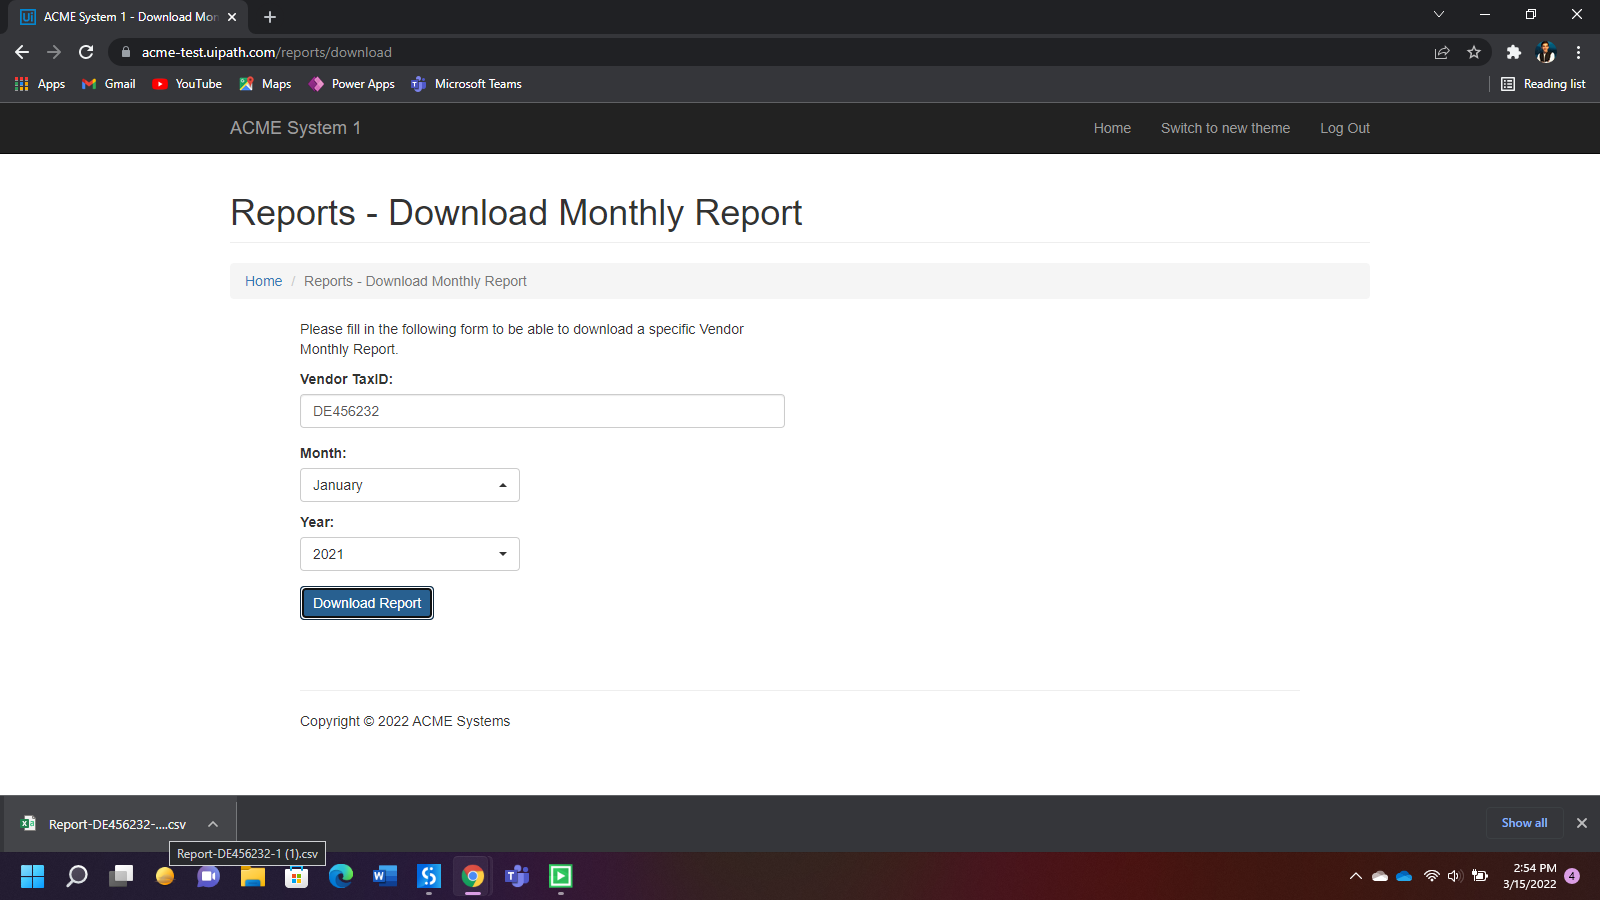 Ui ACME System 1 - Download Mon
acme-test.uipath.com/reports/download
Apps Gmail YouTube Maps Power Apps Microsoft Teams Reading list
ACME System 1 Home Switch to new theme Log Out
Reports - Download Monthly Report
Home / Reports - Download Monthly Report
Please fill in the following form to be able to download a specific Vendor
Monthly Report.
Vendor TaxID:
DE456232
Month:
January
Year:
2021
Download Report
Copyright © 2022 ACME Systems
Report-DE456232-....csv Show all
Report-DE456232-1 (1).csv
2:54 PM
3/15/2022 4